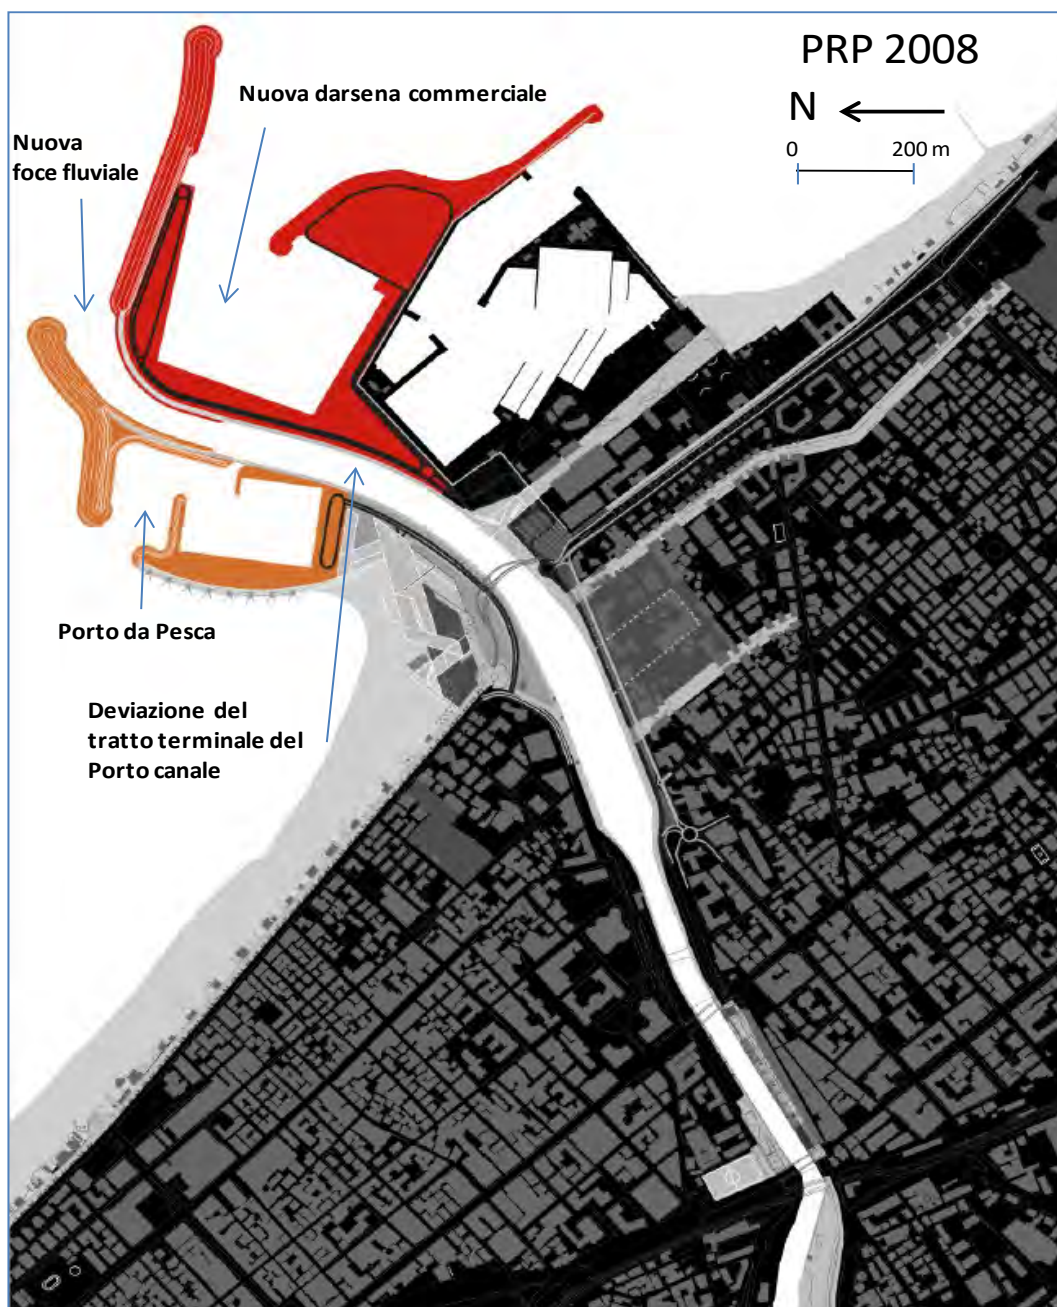 PRP 2008
N
0 200 m
Nuova darsena commerciale
Nuova
foce fluviale
Porto da Pesca
Deviazione del
tratto terminale del
Porto canale